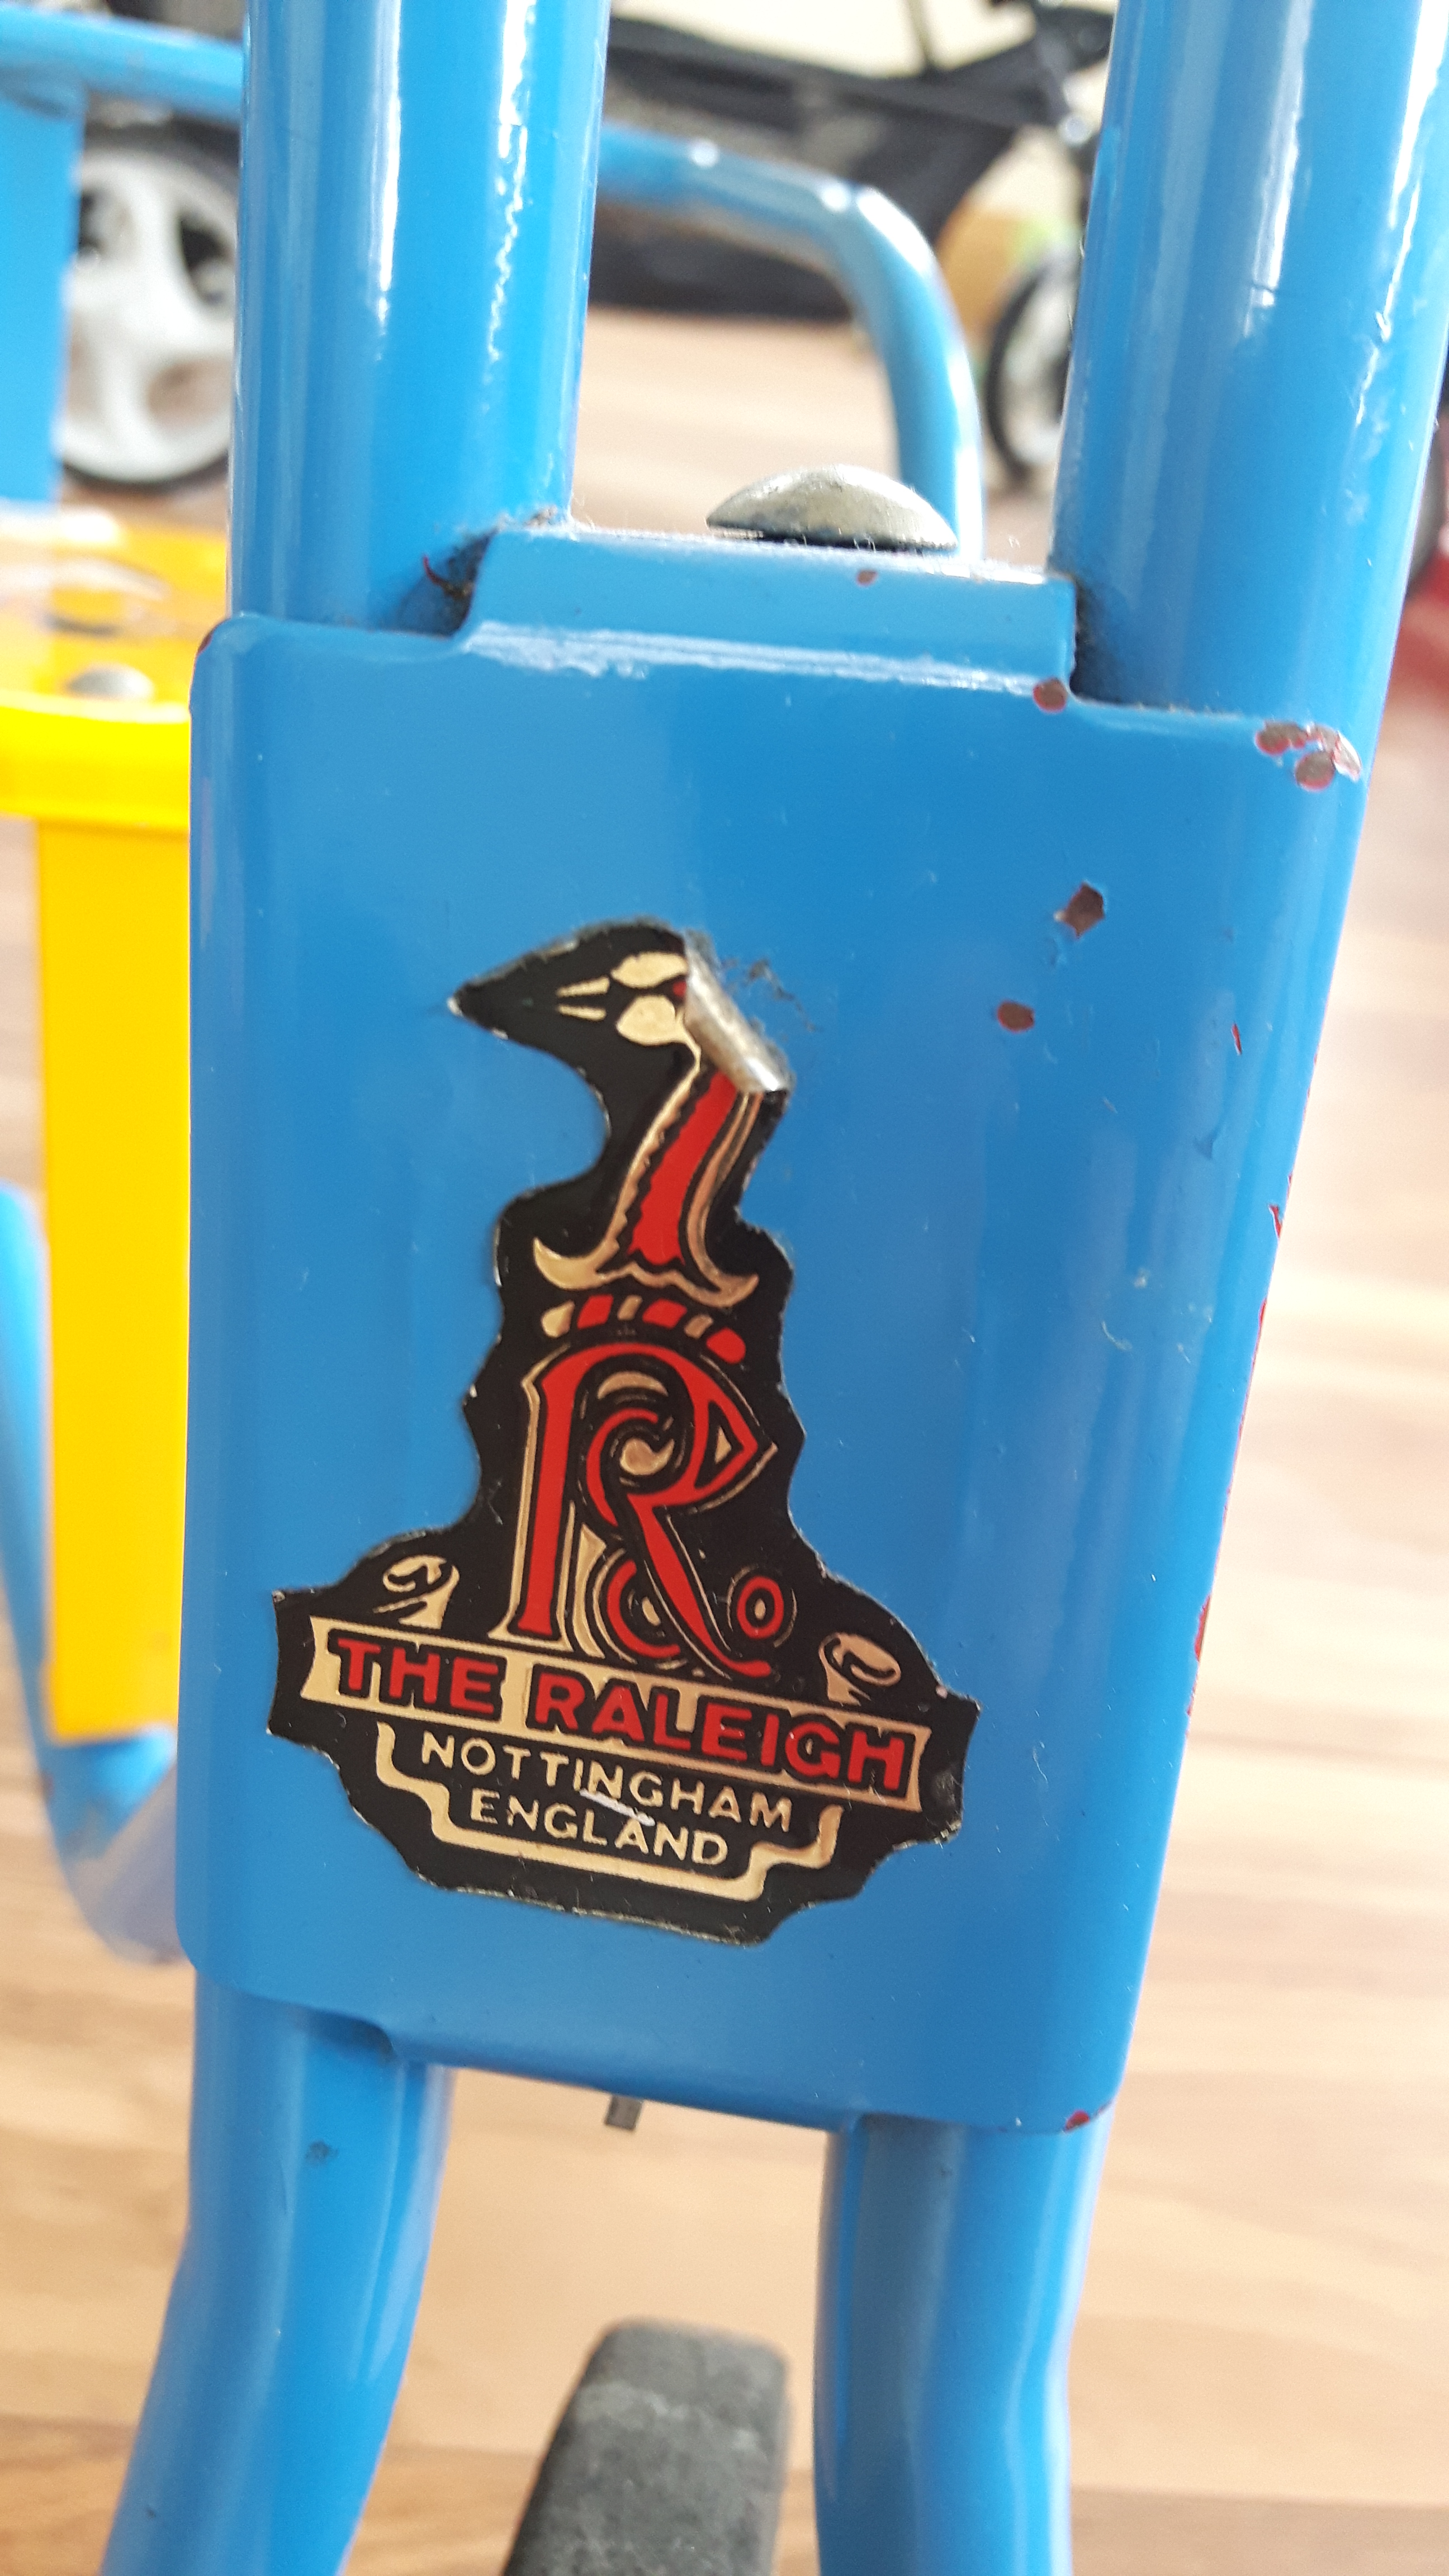 R
THE RALEIGH
NOTTINGHAM
ENGLAND